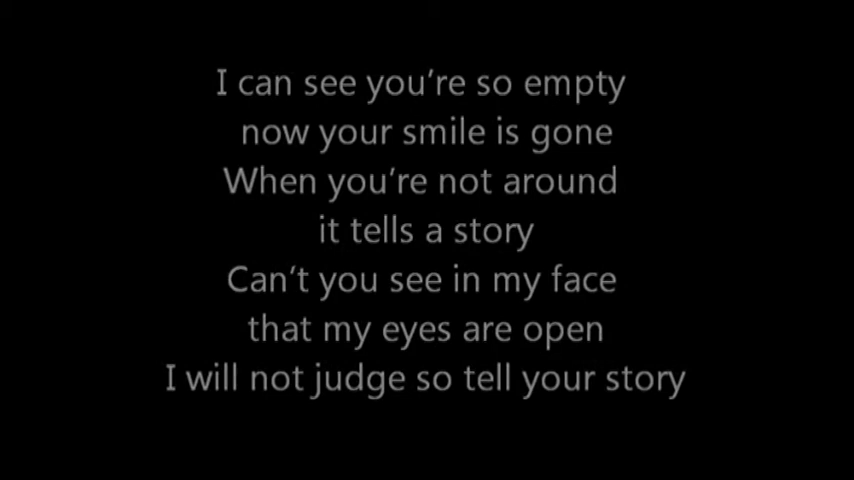 I can see you’re so empty
now your smile is gone
When you’re not around
it tells a story
Can’t you see in my face
that my eyes are open
I will not judge so tell your story